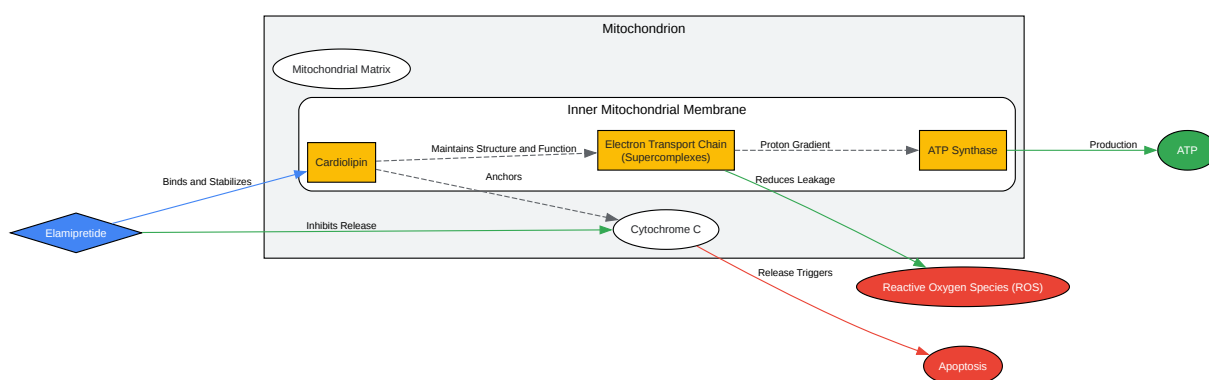 Mitochondrion
Mitochondrial Matrix
Inner Mitochondrial Membrane
Cardiolipin
Maintains Structure and Function
Electron Transport Chain
(Supercomplexes)
Proton Gradient
ATP Synthase
Production
ATP
Binds and Stabilizes
Anchors
Reduces Leakage
Elamipretide
Inhibits Release
Cytochrome C
Release Triggers
Reactive Oxygen Species (ROS)
Apoptosis